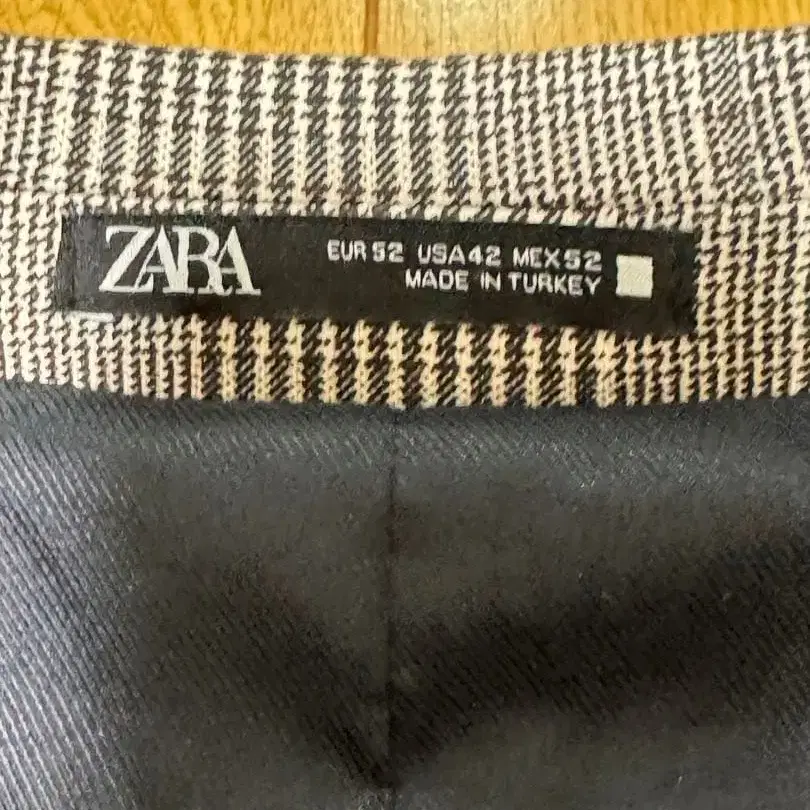 ZARA
EUR 52 USA 42 MEX 52
MADE IN TURKEY